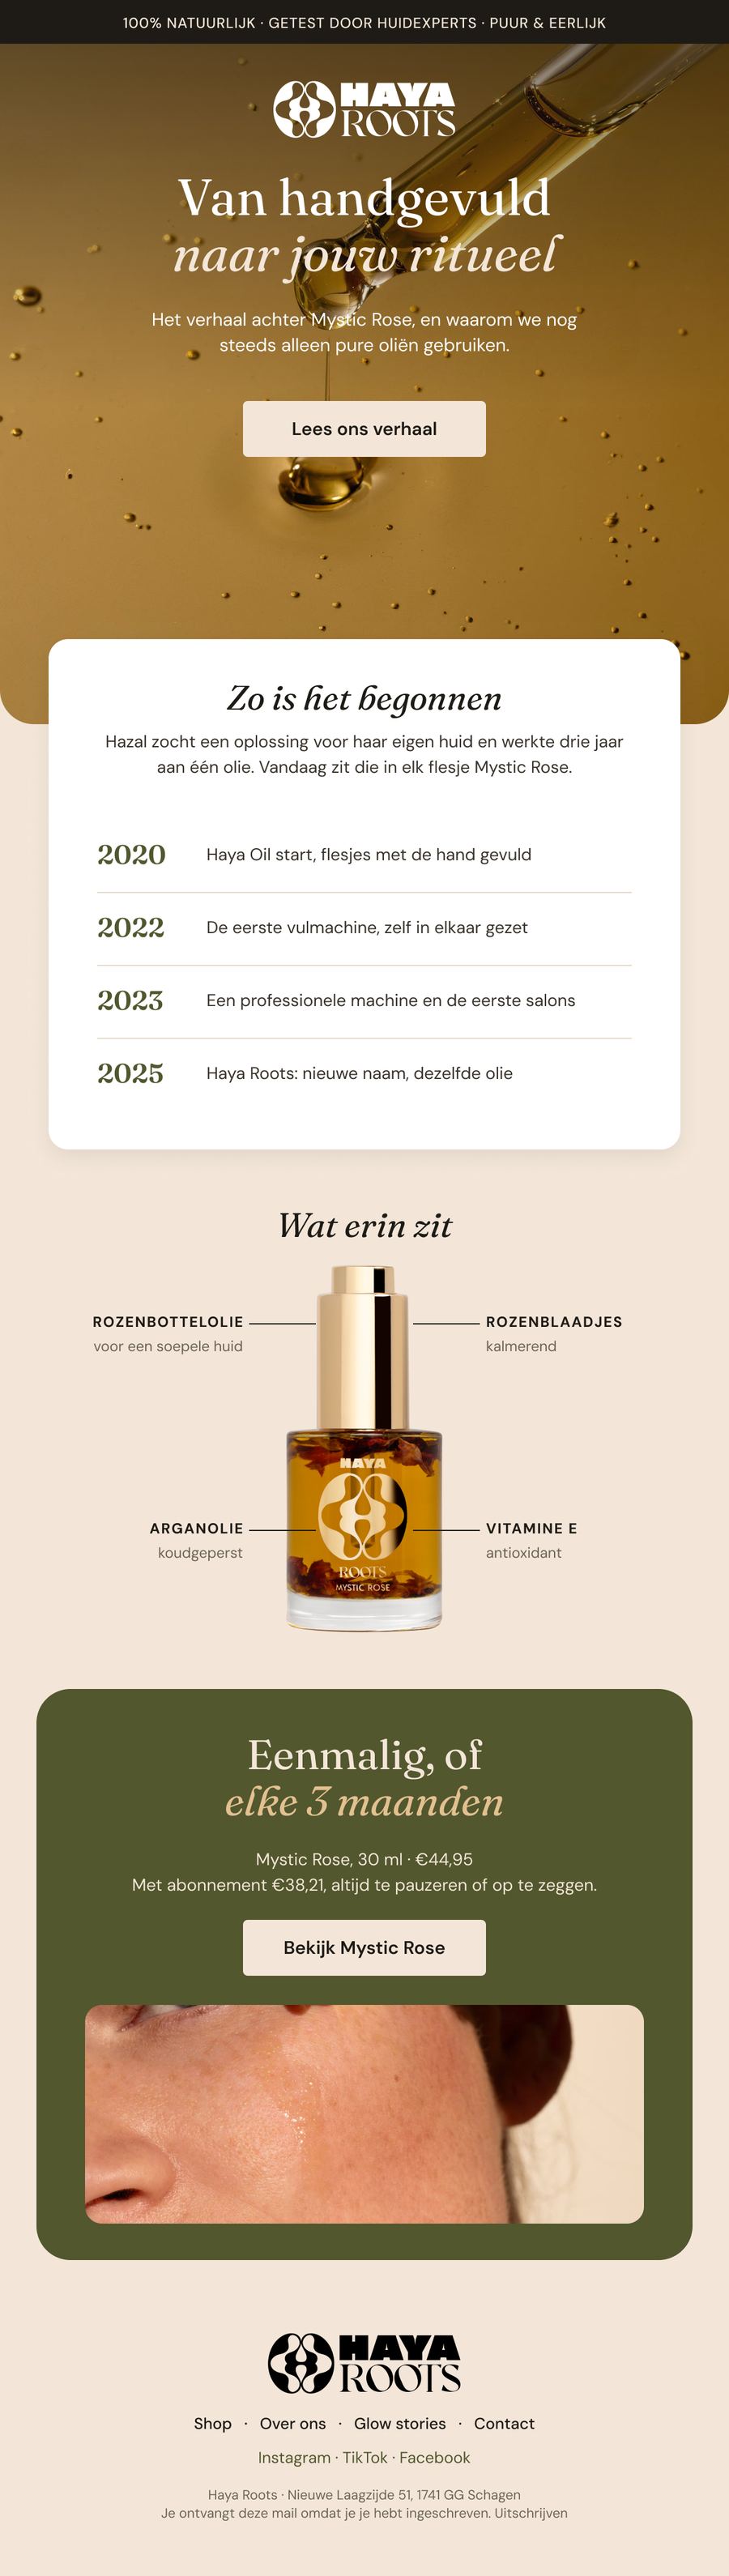 100% NATUURLIJK · GETEST DOOR HUIDEXPERTS · PUUR & EERLIJK
HAYA
ROOTS
Van handgevuld
naar jouw ritueel
Het verhaal achter Mystic Rose, en waarom we nog
steeds alleen pure oliën gebruiken.
Lees ons verhaal
Zo is het begonnen
Hazal zocht een oplossing voor haar eigen huid en werkte drie jaar
aan één olie. Vandaag zit die in elk flesje Mystic Rose.
2020 Haya Oil start, flesjes met de hand gevuld
2022 De eerste vulmachine, zelf in elkaar gezet
2023 Een professionele machine en de eerste salons
2025 Haya Roots: nieuwe naam, dezelfde olie
Wat erin zit
ROZENBOTTELOLIE
voor een soepele huid
ROZENBLAADJES
kalmerend
HAYA
ROOTS
MYSTIC ROSE
ARGANOLIE
koudgeperst
VITAMINE E
antioxidant
Eenmalig, of
elke 3 maanden
Mystic Rose, 30 ml · €44,95
Met abonnement €38,21, altijd te pauzeren of op te zeggen.
Bekijk Mystic Rose
HAYA
ROOTS
Shop · Over ons · Glow stories · Contact
Instagram · TikTok · Facebook
Haya Roots · Nieuwe Laagzijde 51, 1741 GG Schagen
Je ontvangt deze mail omdat je je hebt ingeschreven. Uitschrijven